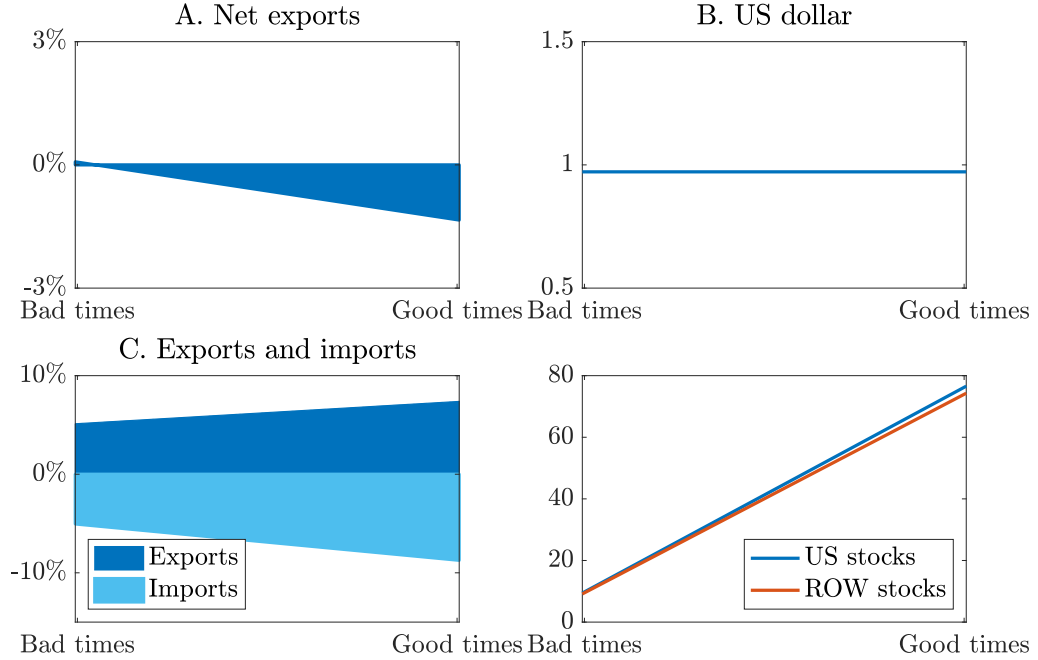 A. Net exports
3%
0%
-3%
Bad times
Good times
B. US dollar
1.5
1
0.5
Bad times
Good times
C. Exports and imports
10%
0%
-10%
Exports
Imports
Bad times
Good times
80
60
40
20
0
US stocks
ROW stocks
Bad times
Good times